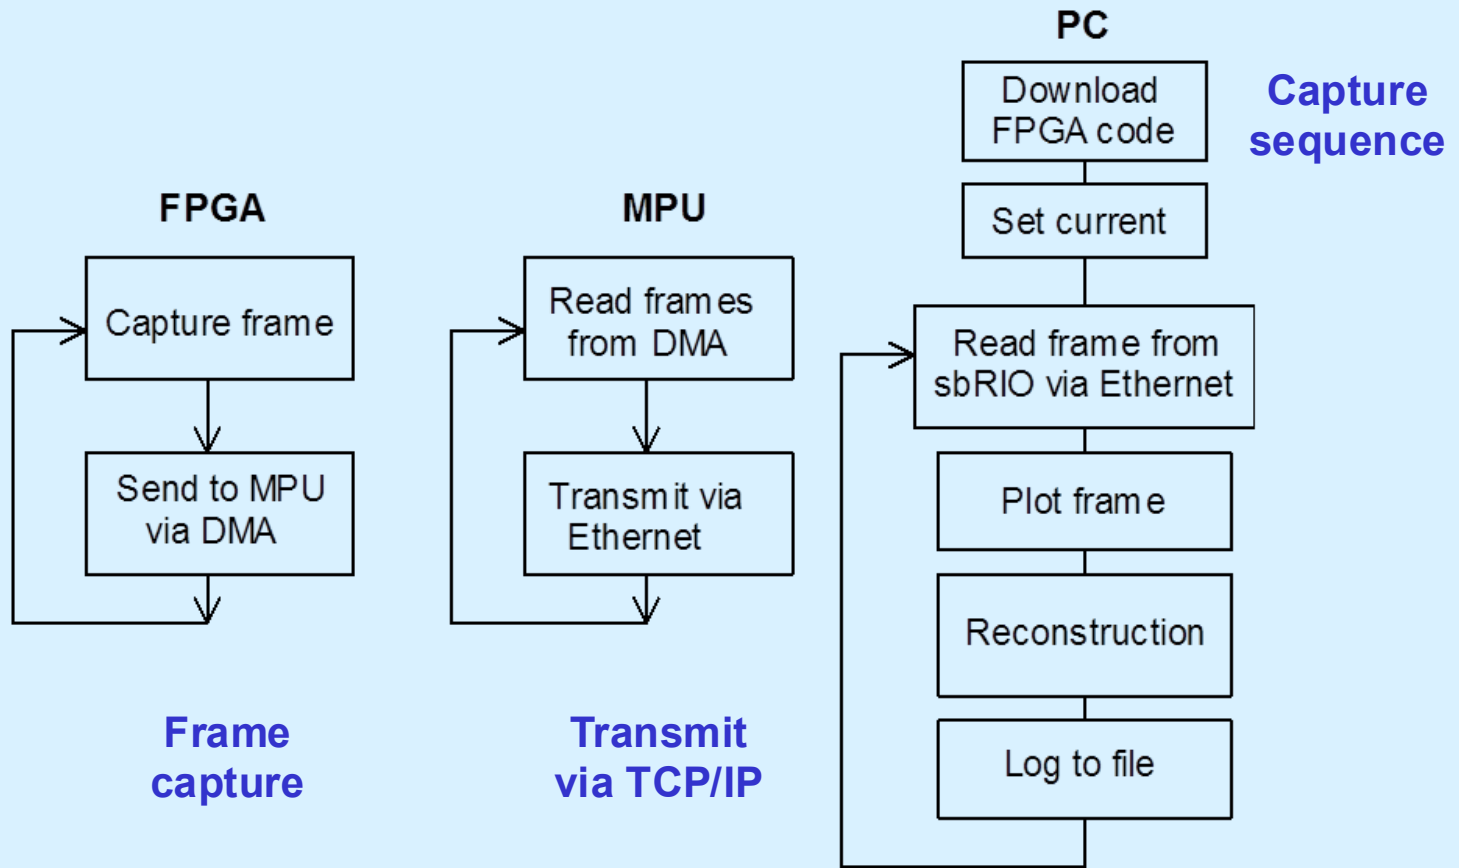 FPGA
Capture frame
Send to MPU
via DMA
Frame
capture
MPU
Read frames
from DMA
Transmit via
Ethernet
Transmit
via TCP/IP
PC
Capture
sequence
Download
FPGA code
Set current
Read frame from
sbRIO via Ethernet
Plot frame
Reconstruction
Log to file